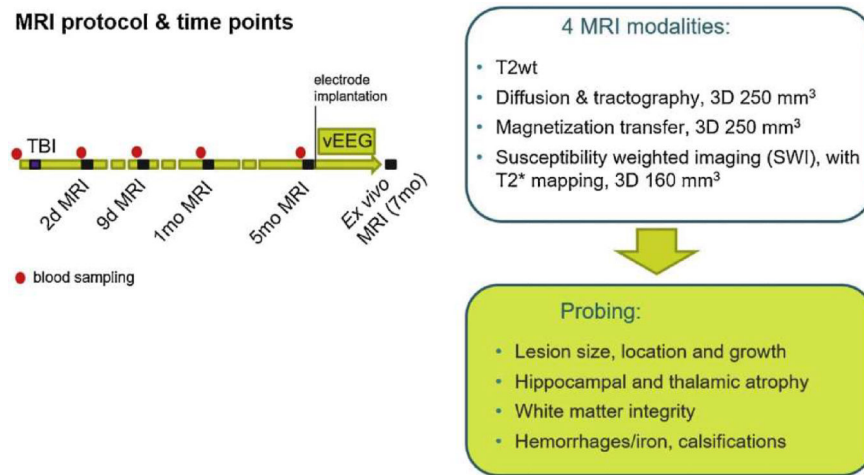 MRI protocol & time points
electrode
implantation
TBI
vEEG
2d MRI
9d MRI
1mo MRI
5mo MRI
Ex vivo
MRI (7mo)
blood sampling
4 MRI modalities:
• T2wt
• Diffusion & tractography, 3D 250 mm³
• Magnetization transfer, 3D 250 mm³
• Susceptibility weighted imaging (SWI), with
T2* mapping, 3D 160 mm³
Probing:
• Lesion size, location and growth
• Hippocampal and thalamic atrophy
• White matter integrity
• Hemorrhages/iron, calsifications